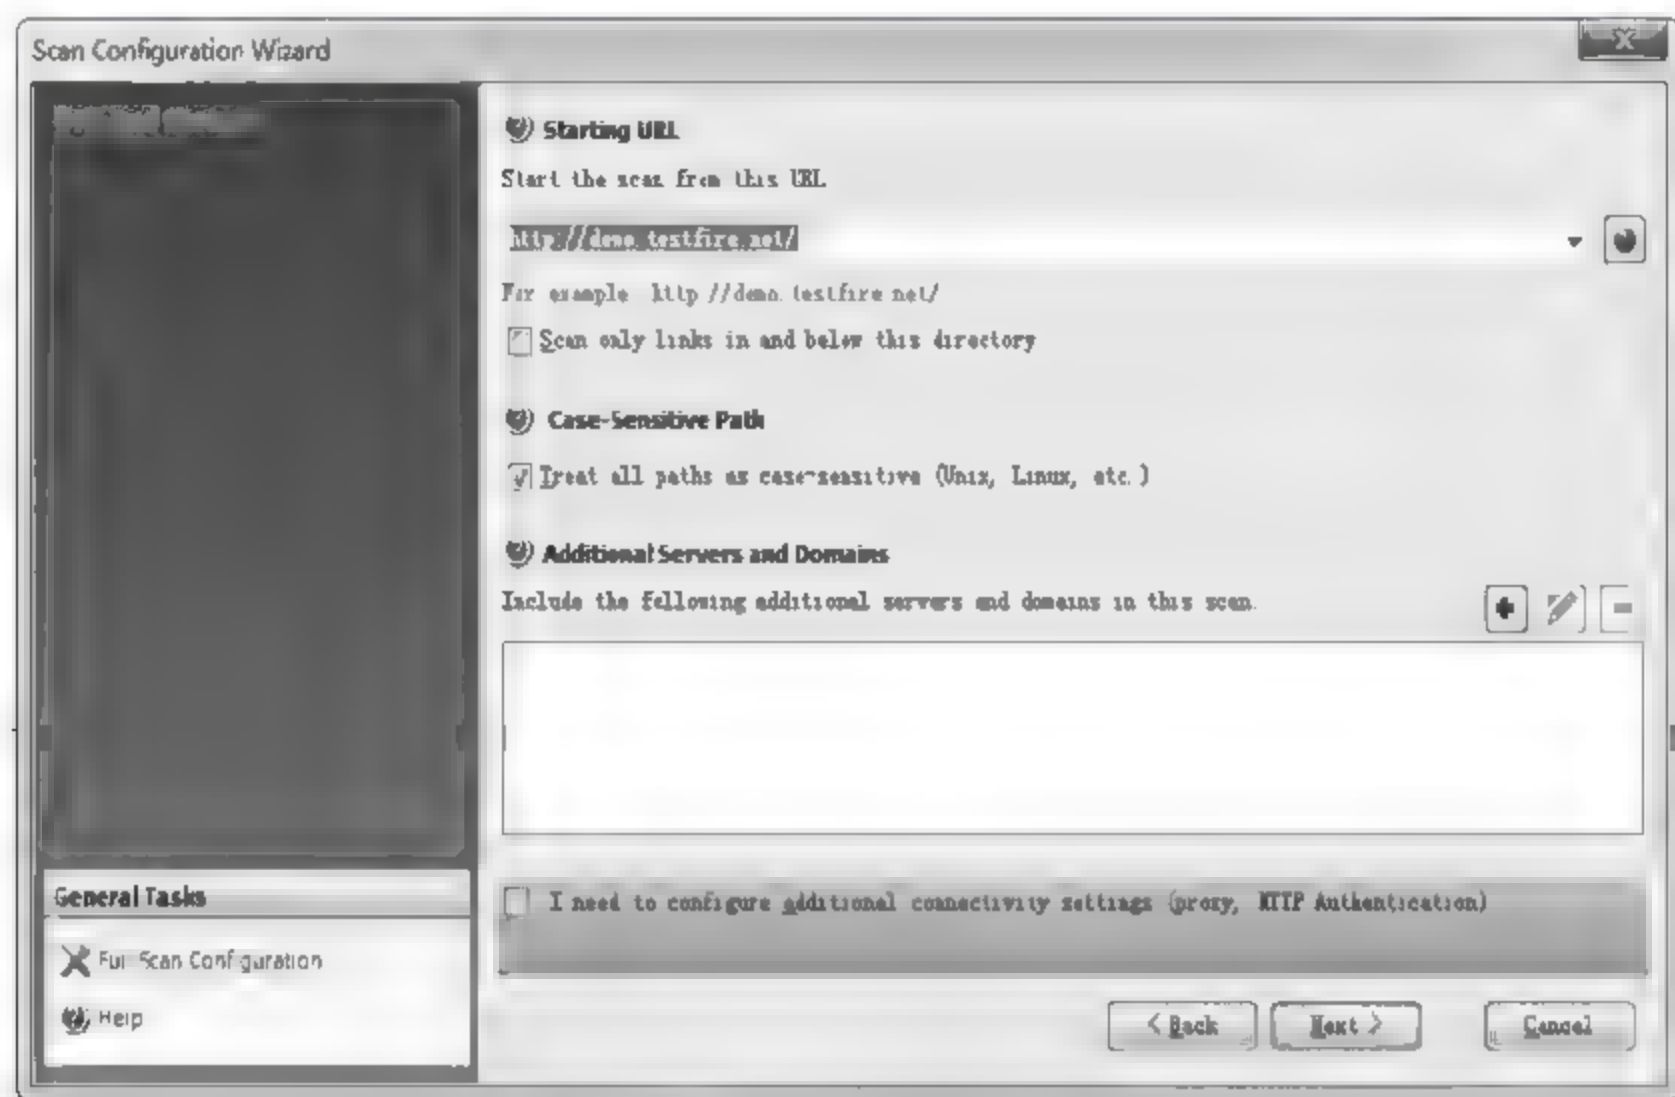 Scan Configuration Wizard
X
Starting URL
Start the scan from this URL
http://demo.testfire.net/
For example http://demo.testfire.net/
Scan only links in and below this directory
Case-Sensitive Path
Treat all paths as case-sensitive (Unix, Linux, etc.)
Additional Servers and Domains
Include the following additional servers and domains in this scan.
General Tasks
I need to configure additional connectivity settings (proxy, HTTP Authentication)
Full Scan Configuration
Help
< Back
Next >
Cancel